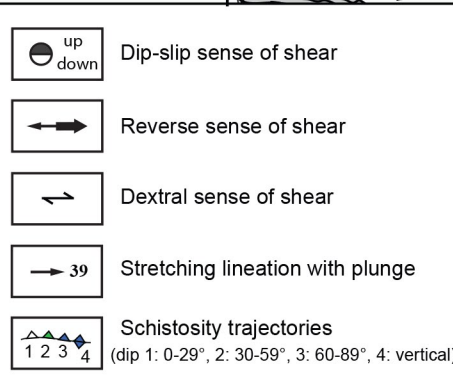 up
down
Dip-slip sense of shear
Reverse sense of shear
Dextral sense of shear
39
Stretching lineation with plunge
1 2 3 4
Schistosity trajectories
(dip 1: 0-29°, 2: 30-59°, 3: 60-89°, 4: vertical)